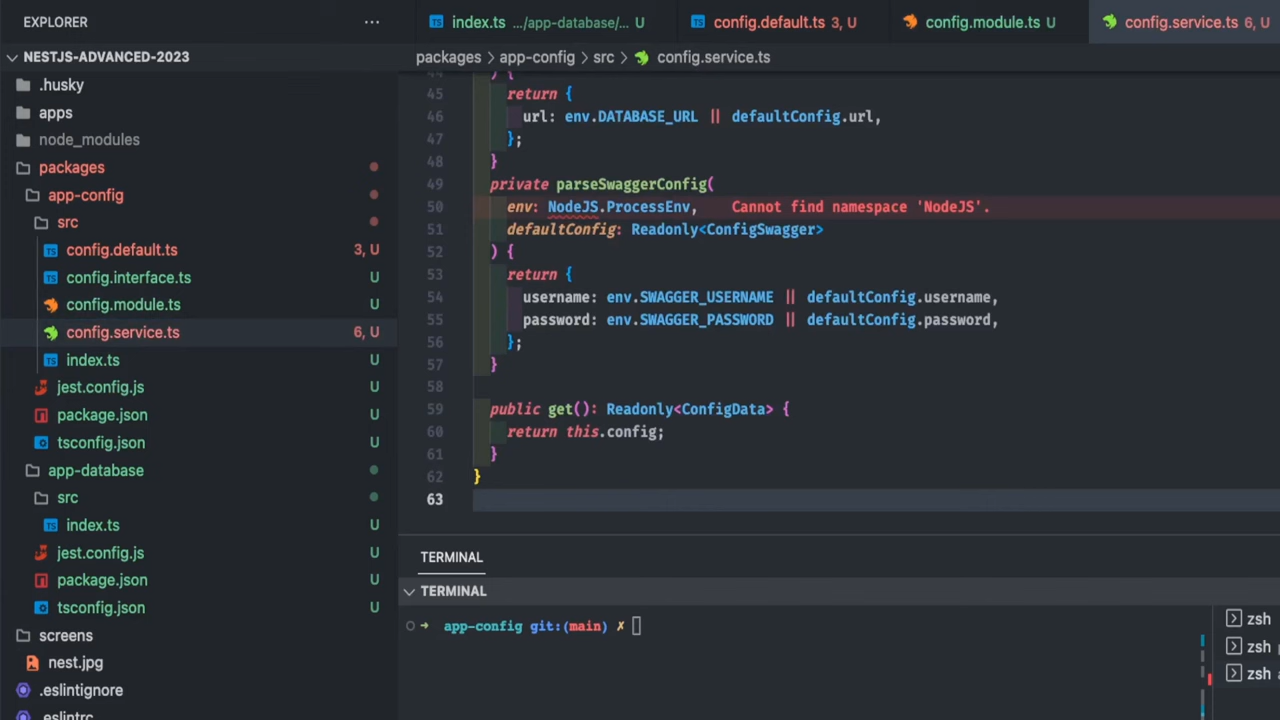 EXPLORER
NESTJS-ADVANCED-2023
.husky
apps
node_modules
packages
app-config
src
config.default.ts 3, U
config.interface.ts U
config.module.ts U
config.service.ts 6, U
index.ts U
jest.config.js U
package.json U
tsconfig.json U
app-database
src
index.ts U
jest.config.js U
package.json U
tsconfig.json U
screens
nest.jpg
.eslintignore
.eslintrc
index.ts .../app-database/... U
config.default.ts 3, U
config.module.ts U
config.service.ts 6, U
packages > app-config > src > config.service.ts
44 ) {
45 return {
46 url: env.DATABASE_URL || defaultConfig.url,
47 };
48 }
49 private parseSwaggerConfig(
50 env: NodeJS.ProcessEnv, Cannot find namespace 'NodeJS'.
51 defaultConfig: Readonly<ConfigSwagger>
52 ) {
53 return {
54 username: env.SWAGGER_USERNAME || defaultConfig.username,
55 password: env.SWAGGER_PASSWORD || defaultConfig.password,
56 };
57 }
58
59 public get(): Readonly<ConfigData> {
60 return this.config;
61 }
62 }
63
TERMINAL
TERMINAL
→ app-config git:(main) ✗
zsh
zsh
zsh